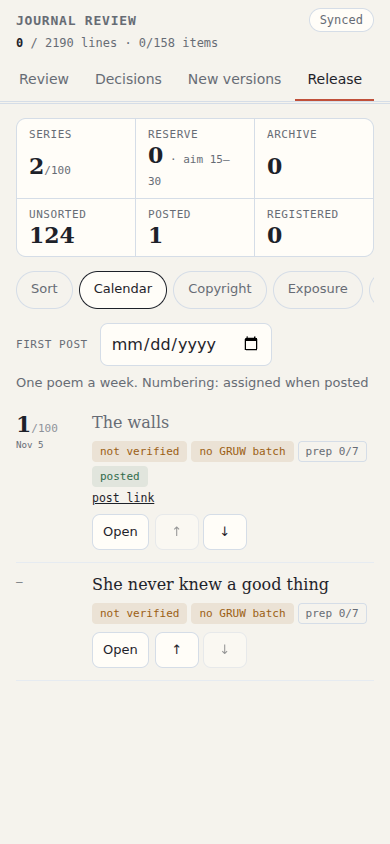 JOURNAL REVIEW
Synced
0 / 2190 lines · 0/158 items
Review Decisions New versions Release
SERIES
2/100
RESERVE
0 · aim 15–
30
ARCHIVE
0
UNSORTED
124
POSTED
1
REGISTERED
0
Sort Calendar Copyright Exposure
FIRST POST mm/dd/yyyy
One poem a week. Numbering: assigned when posted
1/100
Nov 5
The walls
not verified no GRUW batch prep 0/7
posted
post link
Open ↑ ↓
—
She never knew a good thing
not verified no GRUW batch prep 0/7
Open ↑ ↓